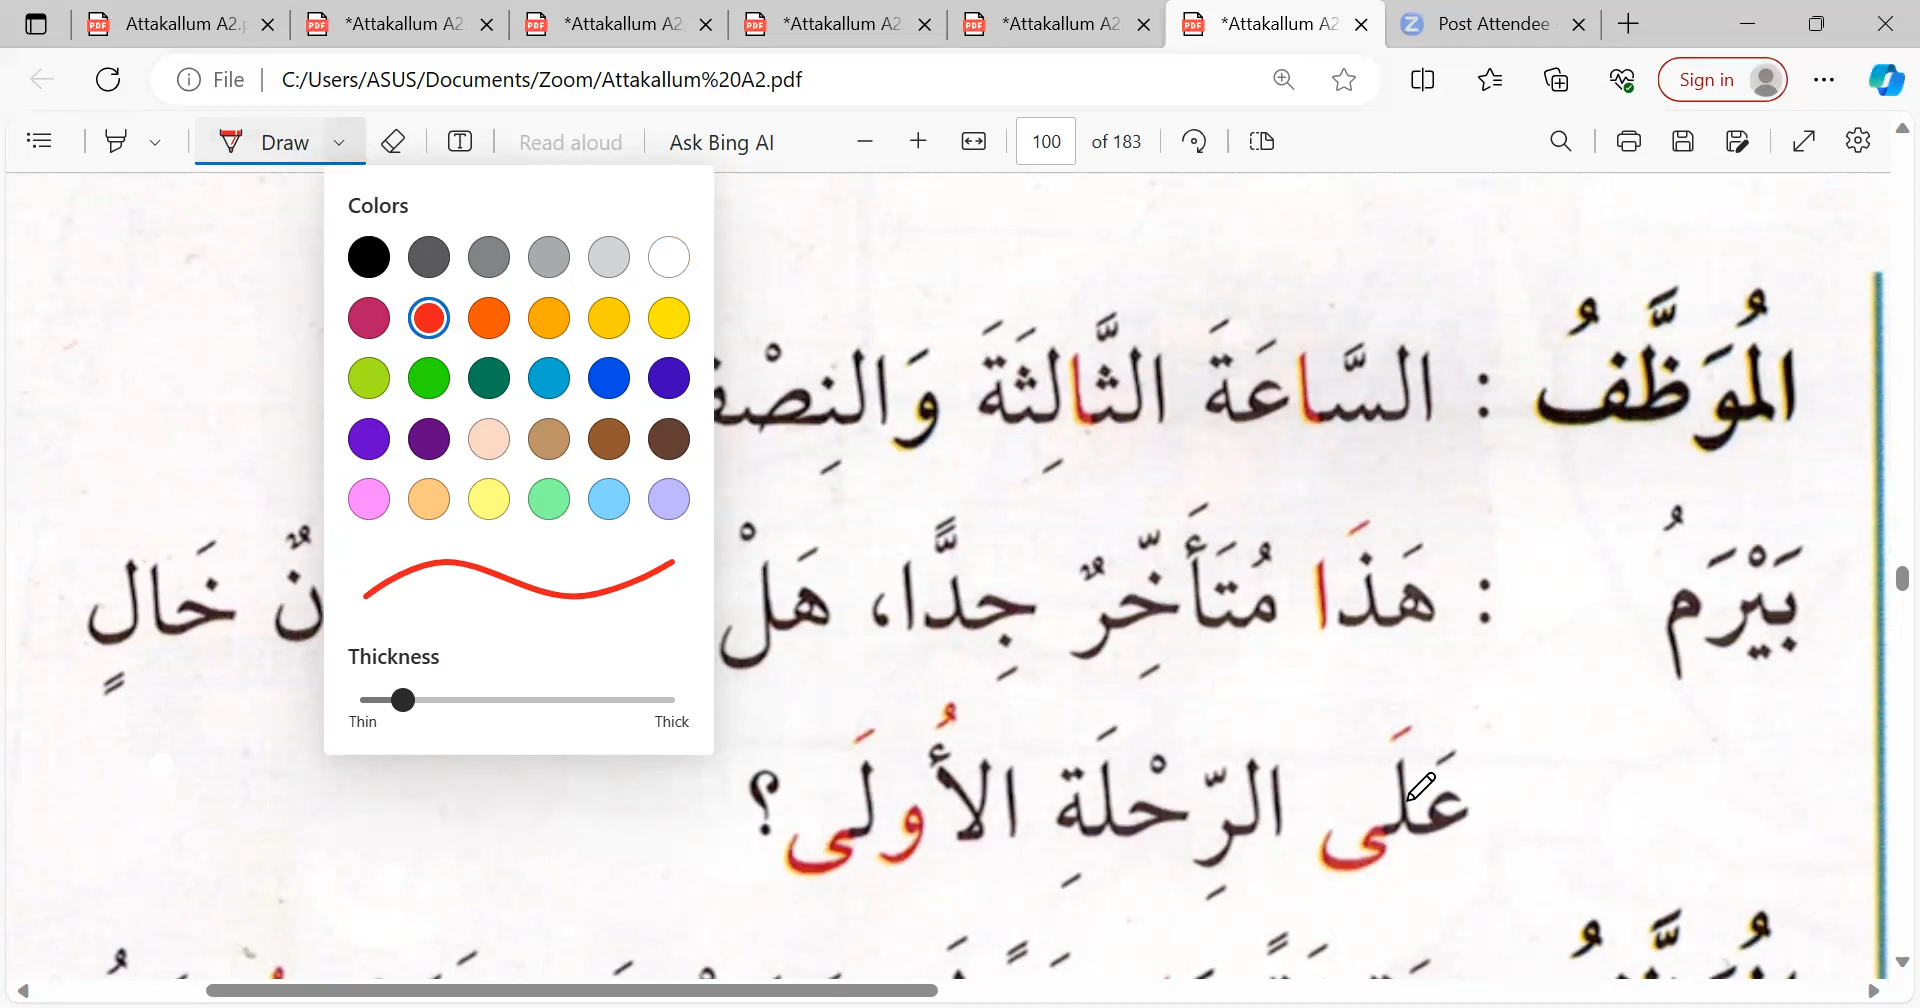 Attakallum A2.p
*Attakallum A2
*Attakallum A2
*Attakallum A2
*Attakallum A2
*Attakallum A2
Post Attendee
File
C:/Users/ASUS/Documents/Zoom/Attakallum%20A2.pdf
Sign in
Draw
Read aloud
Ask Bing AI
100
of 183
Colors
Thickness
Thin
Thick
المُوَظَّفُ : السَّاعَةَ الثَّالِثَةَ وَالنِصْف
بَيْرَمُ : هَذَا مُتَأَخِّرٌ جِدًّا، هَلْ
خَالٍ
عَلَى الرِّحْلَةِ الأُولَى؟